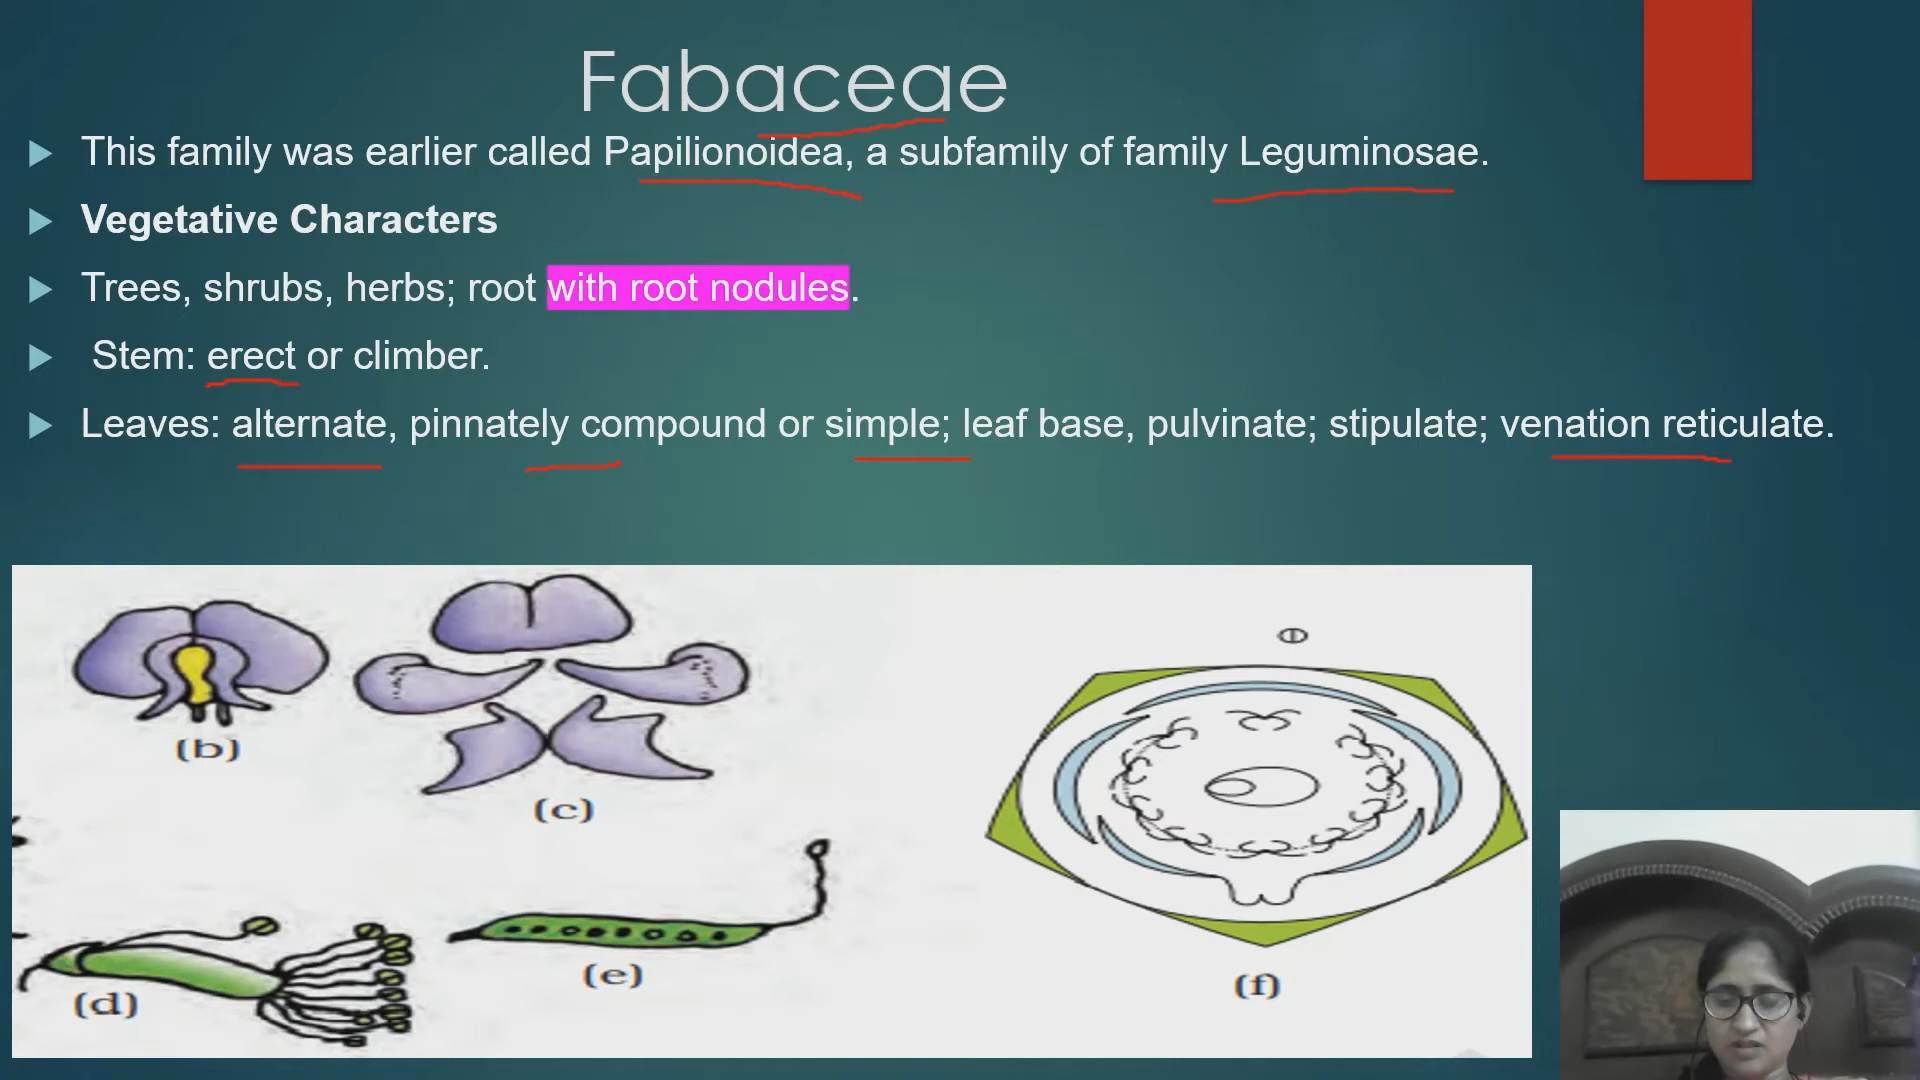 Fabaceae
This family was earlier called Papilionoidea, a subfamily of family Leguminosae.
Vegetative Characters
Trees, shrubs, herbs; root with root nodules.
Stem: erect or climber.
Leaves: alternate, pinnately compound or simple; leaf base, pulvinate; stipulate; venation reticulate.
(b)
(c)
(d)
(e)
(f)